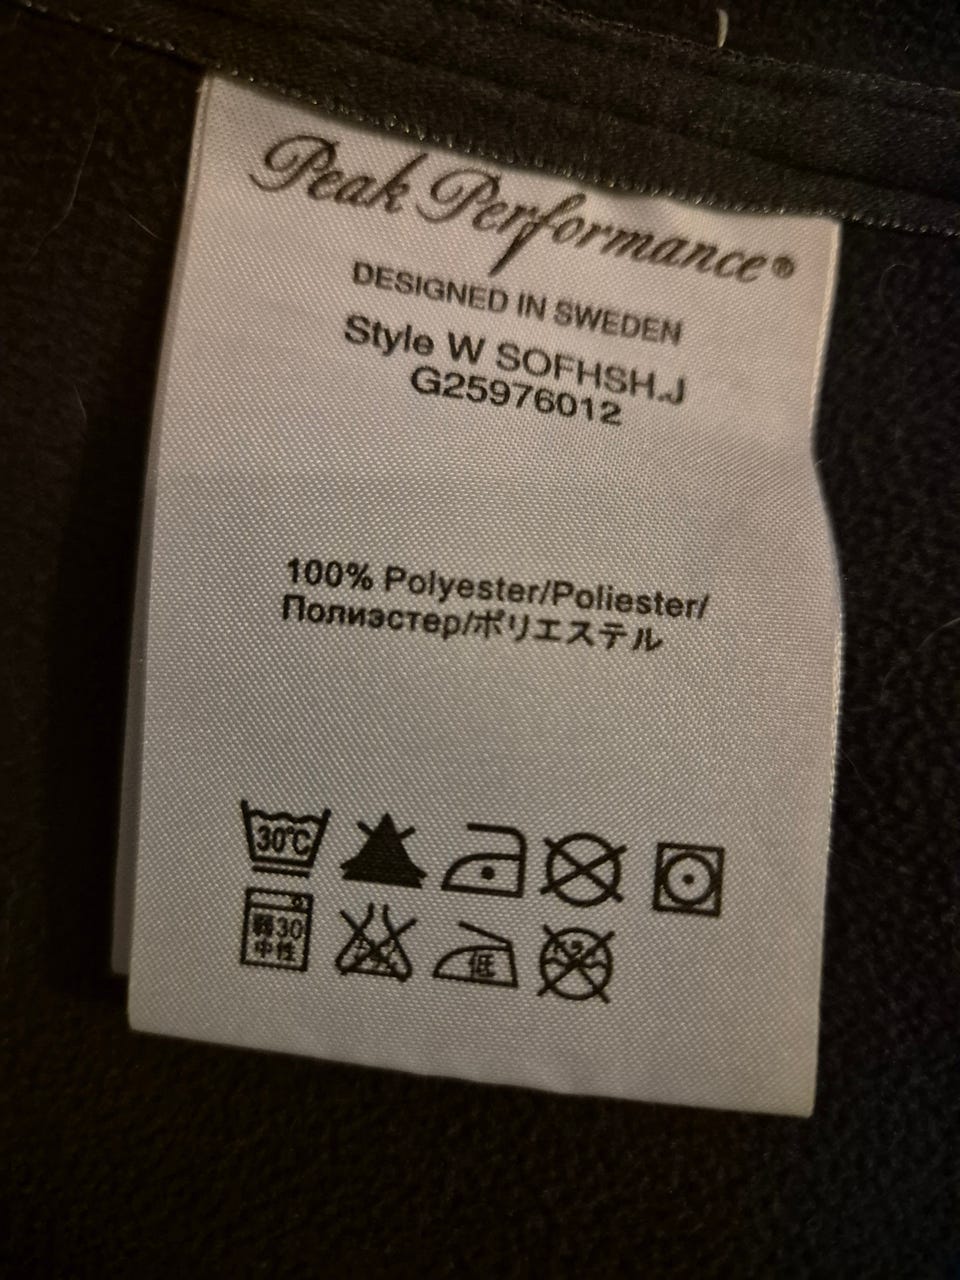 Peak Performance®
DESIGNED IN SWEDEN
Style W SOFHSH.J
G25976012
100% Polyester/Poliester/
Полиэстер/ポリエステル
30°C
弱30
中性
低